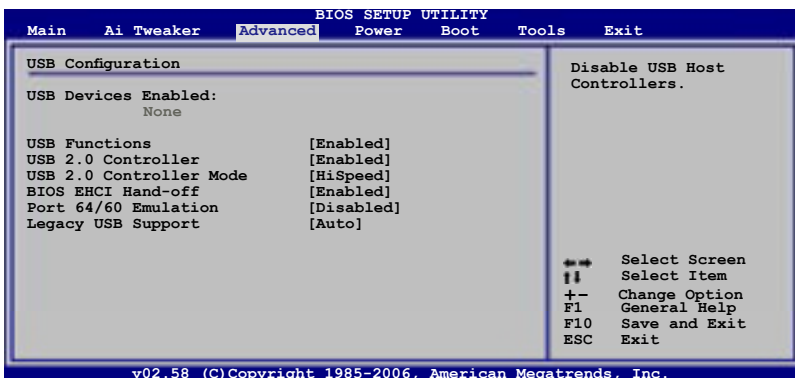 BIOS SETUP UTILITY
Main Ai Tweaker Advanced Power Boot Tools Exit
USB Configuration
USB Devices Enabled:
None
USB Functions [Enabled]
USB 2.0 Controller [Enabled]
USB 2.0 Controller Mode [HiSpeed]
BIOS EHCI Hand-off [Enabled]
Port 64/60 Emulation [Disabled]
Legacy USB Support [Auto]
Disable USB Host
Controllers.
←→ Select Screen
↑↓ Select Item
+- Change Option
F1 General Help
F10 Save and Exit
ESC Exit
v02.58 (C)Copyright 1985-2006, American Megatrends, Inc.